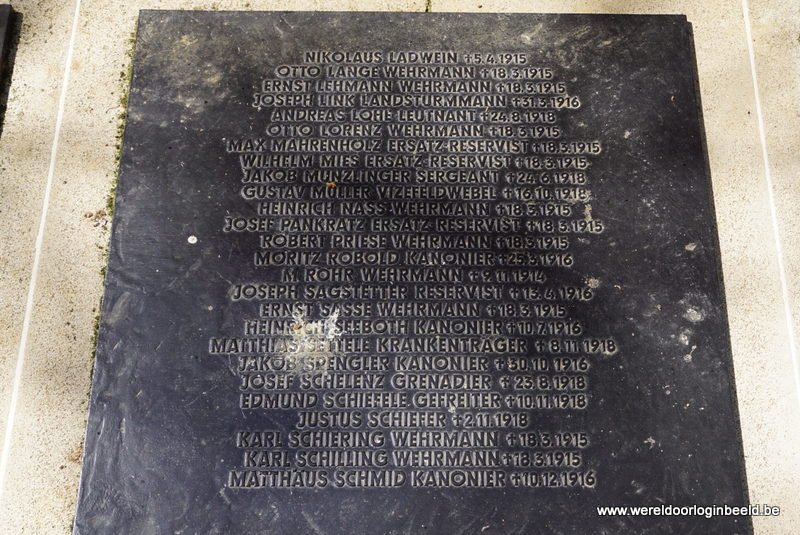 NIKOLAUS LADWEIN †5.4.1915
OTTO LANGE WEHRMANN †18.3.1915
ERNST LEHMANN WEHRMANN †18.3.1915
JOSEPH LINK LANDSTURMMANN †31.3.1916
ANDREAS LOHE LEUTNANT †24.8.1918
OTTO LORENZ WEHRMANN †18.3.1915
MAX MAHRENHOLZ ERSATZ-RESERVIST †18.3.1915
WILHELM MIES ERSATZ-RESERVIST †18.3.1915
JAKOB MUNZLINGER SERGEANT †24.6.1918
GUSTAV MÜLLER VIZEFELDWEBEL †16.10.1918
HEINRICH NASS WEHRMANN †18.3.1915
JOSEF PANKRATZ ERSATZ-RESERVIST †18.3.1915
ROBERT PRIESE WEHRMANN †18.3.1915
MORITZ ROBOLD KANONIER †25.3.1916
M. ROHR WEHRMANN †9.11.1914
JOSEPH SAGSTETTER RESERVIST †13.4.1916
ERNST SASSE WEHRMANN †18.3.1915
HEINRICH SEEBOTH KANONIER †10.7.1916
MATTHIAS SETTELE KRANKENTRÄGER † 8.11.1918
JAKOB SPENGLER KANONIER †30.10.1916
JOSEF SCHELENZ GRENADIER † 23.8.1918
EDMUND SCHIEFELE GEFREITER †10.11.1918
JUSTUS SCHIEFER †2.11.1918
KARL SCHIERING WEHRMANN †18.3.1915
KARL SCHILLING WEHRMANN †18.3.1915
MATTHÄUS SCHMID KANONIER †10.12.1916
www.wereldoorloginbeeld.be